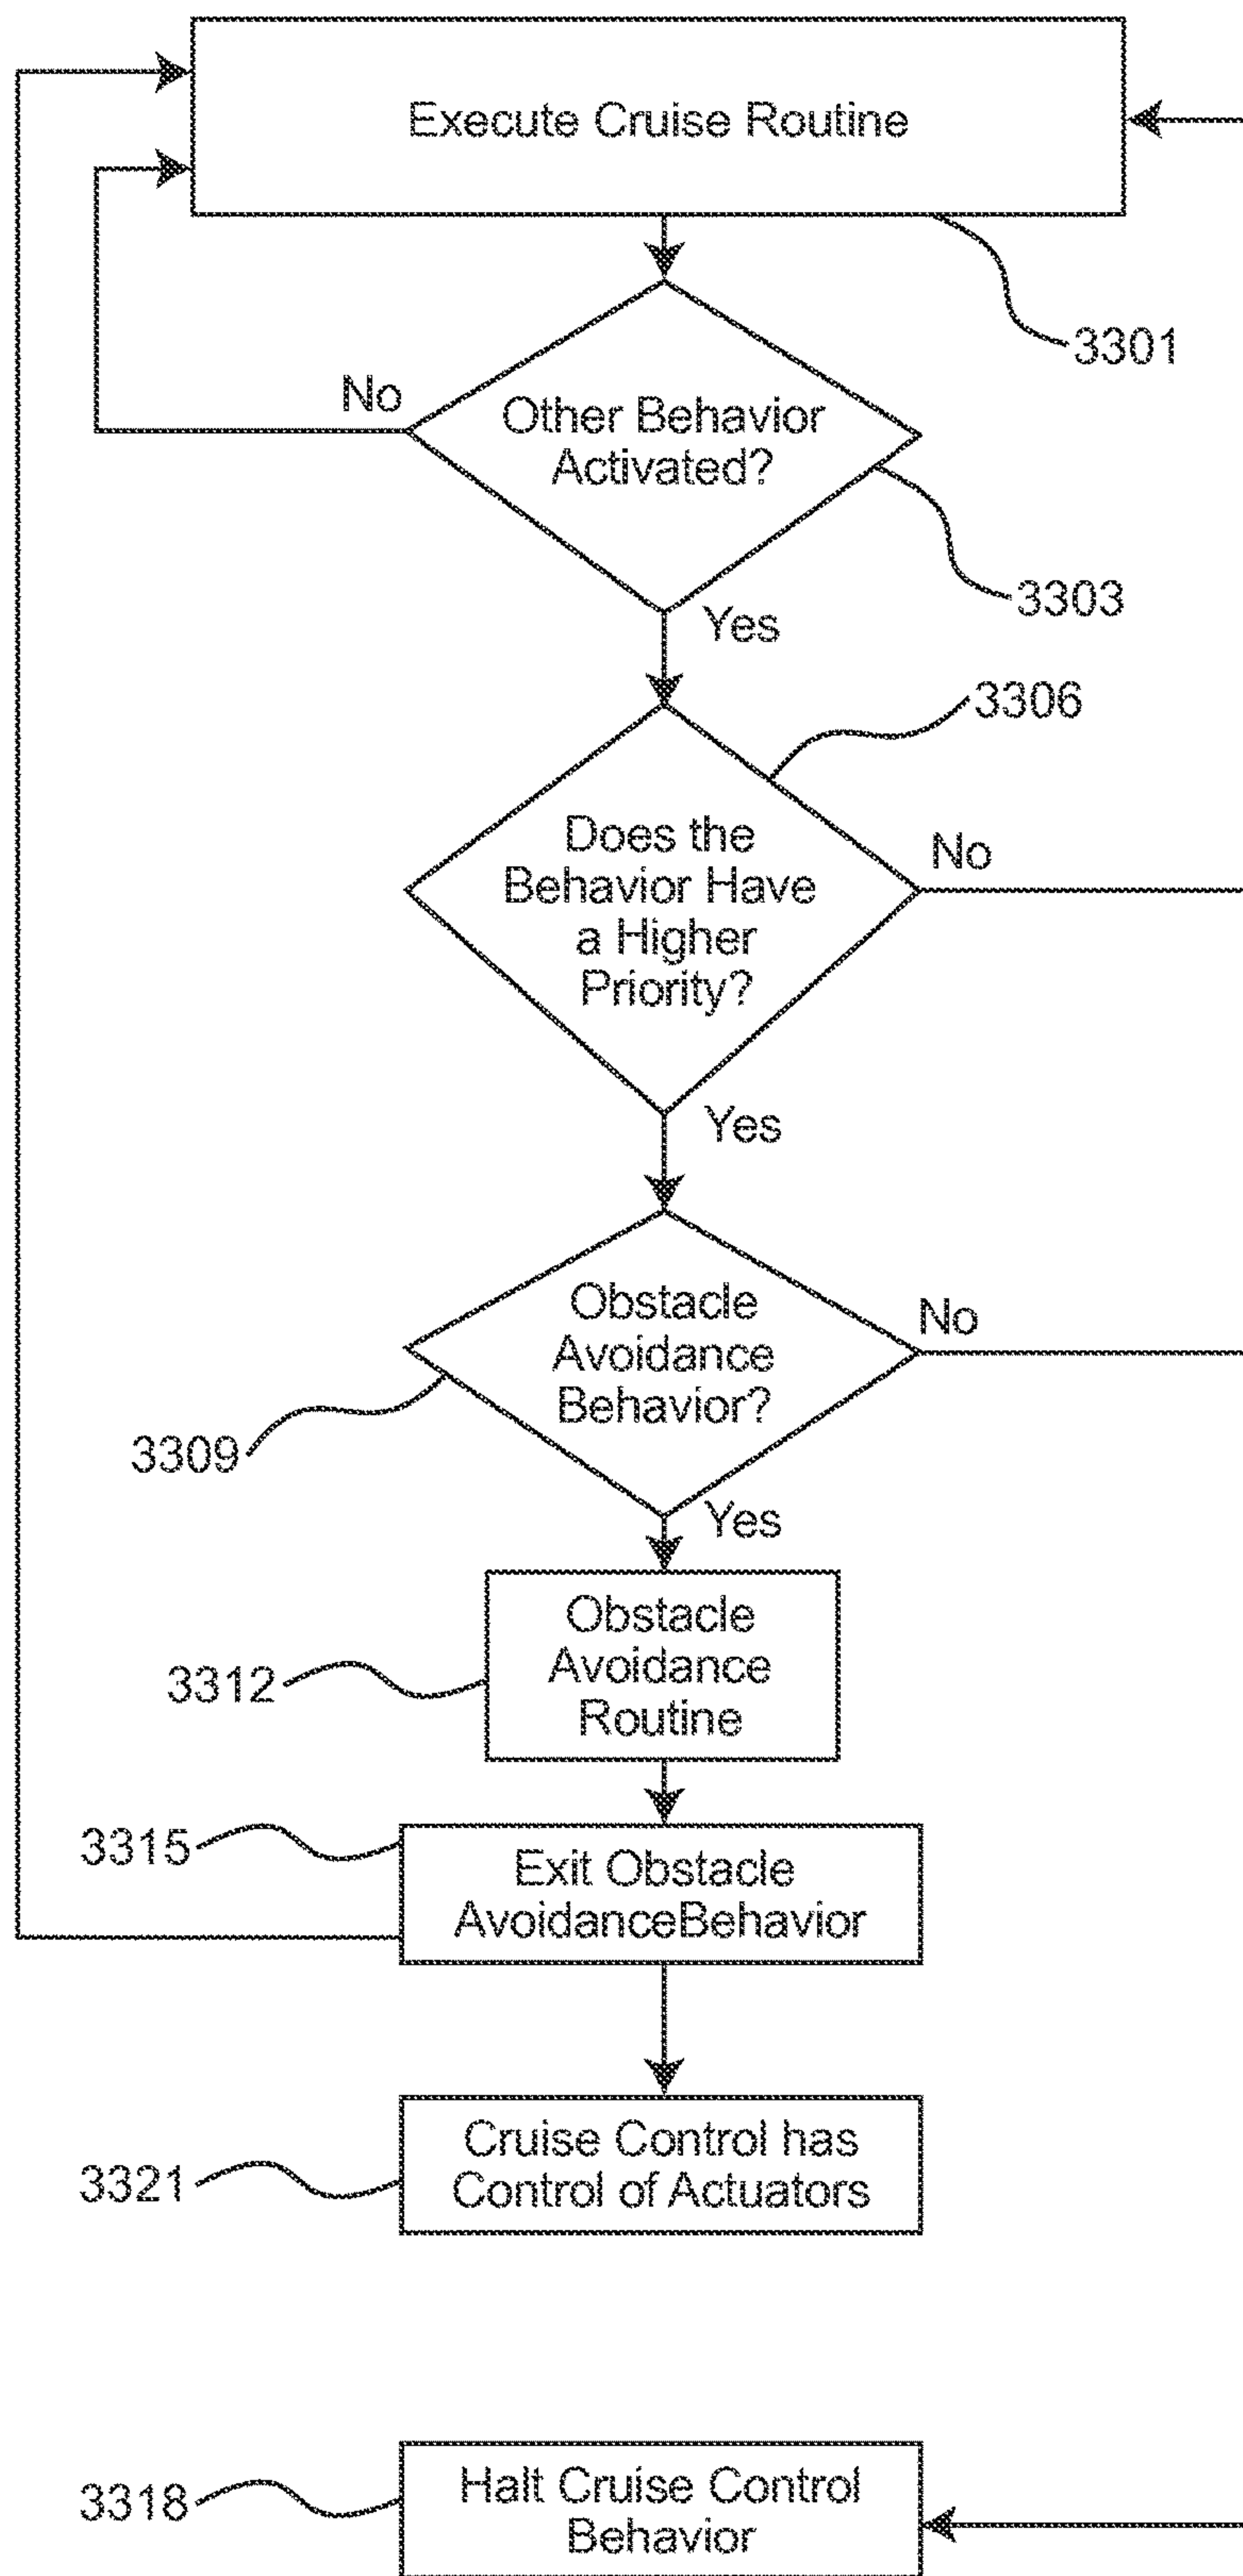 Execute Cruise Routine
3301
No
Other Behavior
Activated?
3303
Yes
3306
Does the
Behavior Have
a Higher
Priority?
No
Yes
Obstacle
Avoidance
Behavior?
No
3309
Yes
Obstacle
Avoidance
Routine
3312
3315
Exit Obstacle
AvoidanceBehavior
Cruise Control has
Control of Actuators
3321
Halt Cruise Control
Behavior
3318